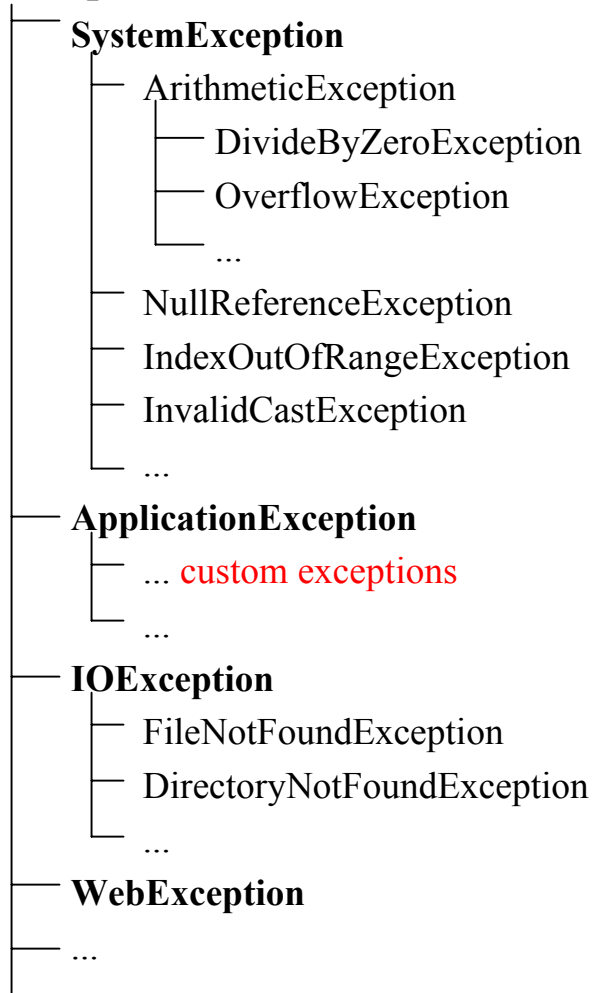 SystemException
ArithmeticException
DivideByZeroException
OverflowException
...
NullReferenceException
IndexOutOfRangeException
InvalidCastException
...
ApplicationException
... custom exceptions
...
IOException
FileNotFoundException
DirectoryNotFoundException
...
WebException
...